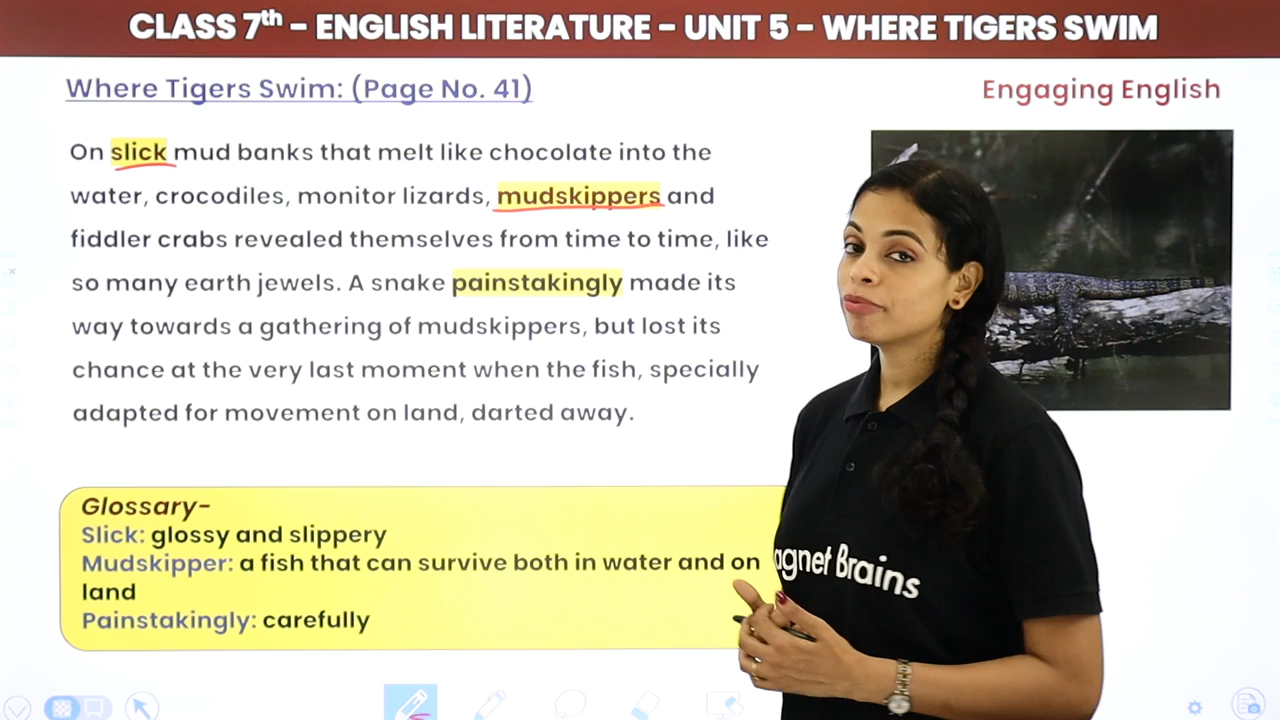 CLASS 7th - ENGLISH LITERATURE - UNIT 5 - WHERE TIGERS SWIM
Where Tigers Swim: (Page No. 41)
Engaging English
On slick mud banks that melt like chocolate into the
water, crocodiles, monitor lizards, mudskippers and
fiddler crabs revealed themselves from time to time, like
so many earth jewels. A snake painstakingly made its
way towards a gathering of mudskippers, but lost its
chance at the very last moment when the fish, specially
adapted for movement on land, darted away.
Glossary-
Slick: glossy and slippery
Mudskipper: a fish that can survive both in water and on
land
Painstakingly: carefully
agnet Brains